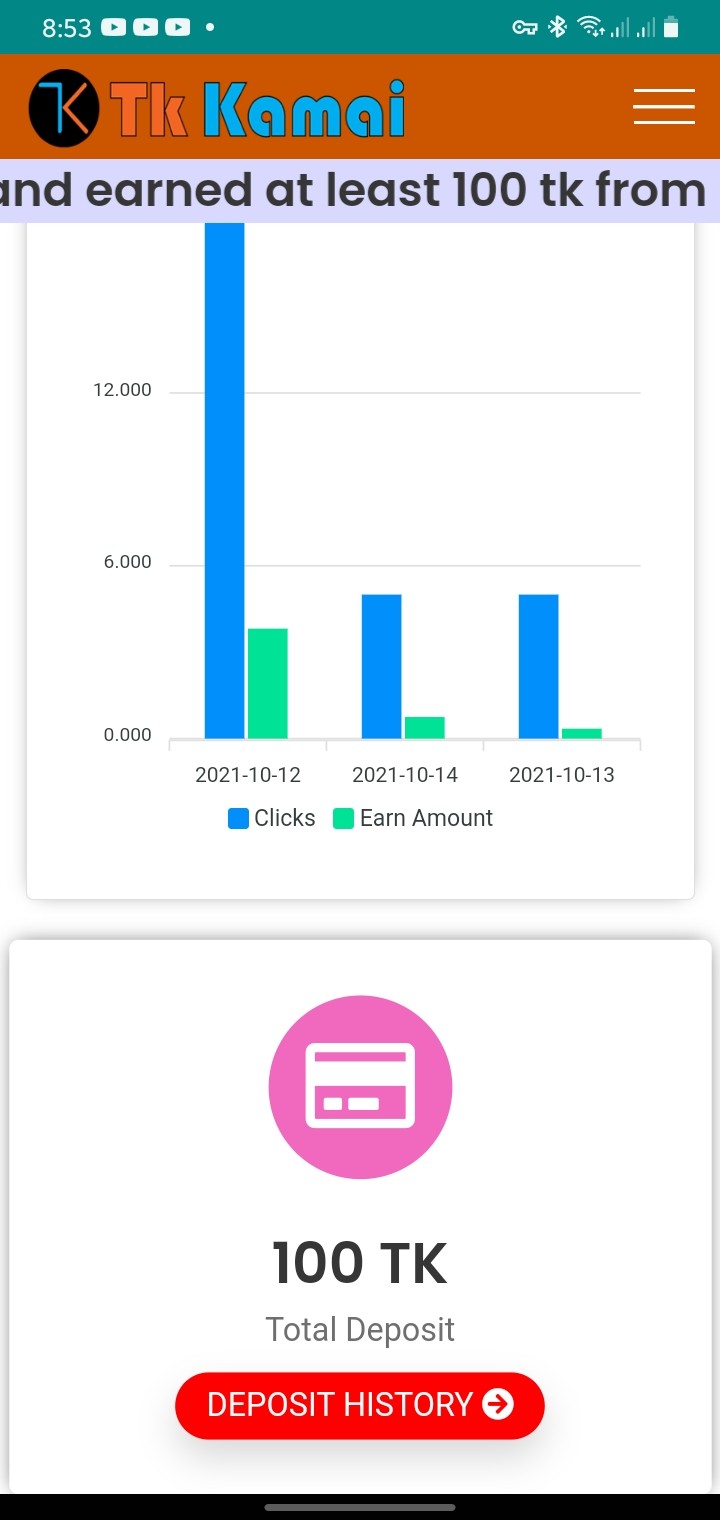 8:53
Tk Kamai
and earned at least 100 tk from
12.000
6.000
0.000
2021-10-12 2021-10-14 2021-10-13
Clicks Earn Amount
100 TK
Total Deposit
DEPOSIT HISTORY